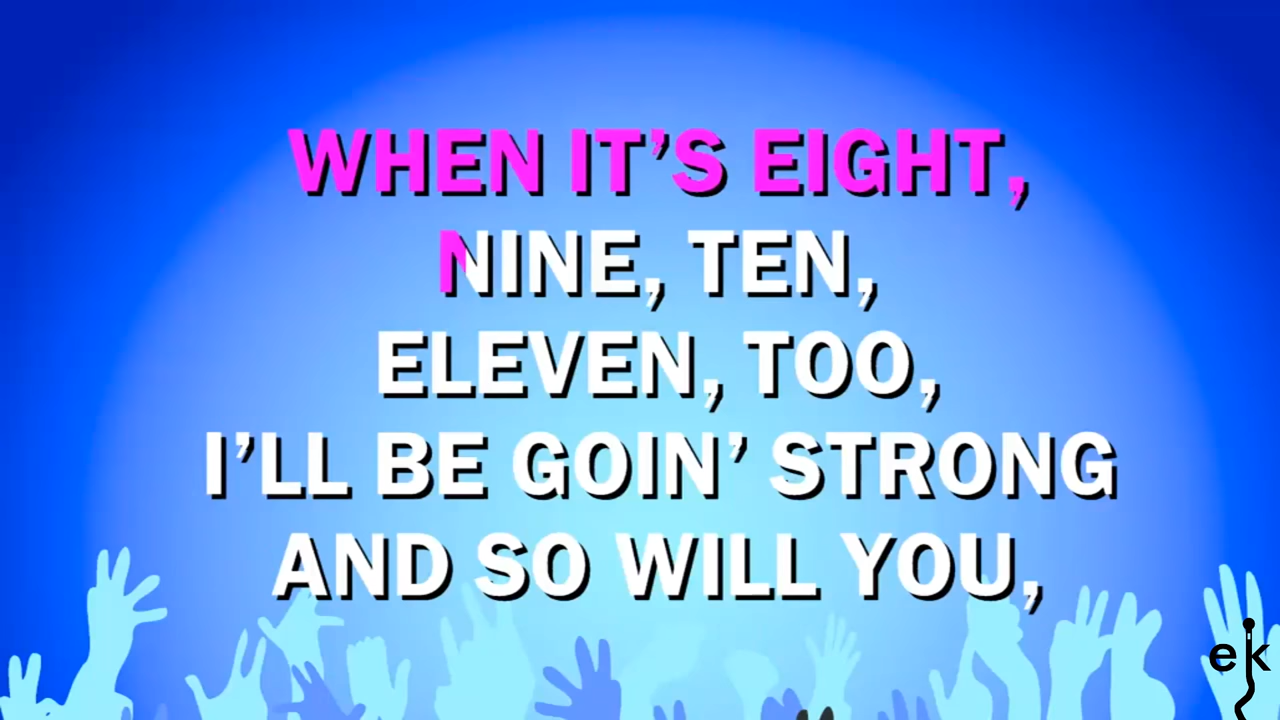 WHEN IT’S EIGHT,
NINE, TEN,
ELEVEN, TOO,
I’LL BE GOIN’ STRONG
AND SO WILL YOU,
ek